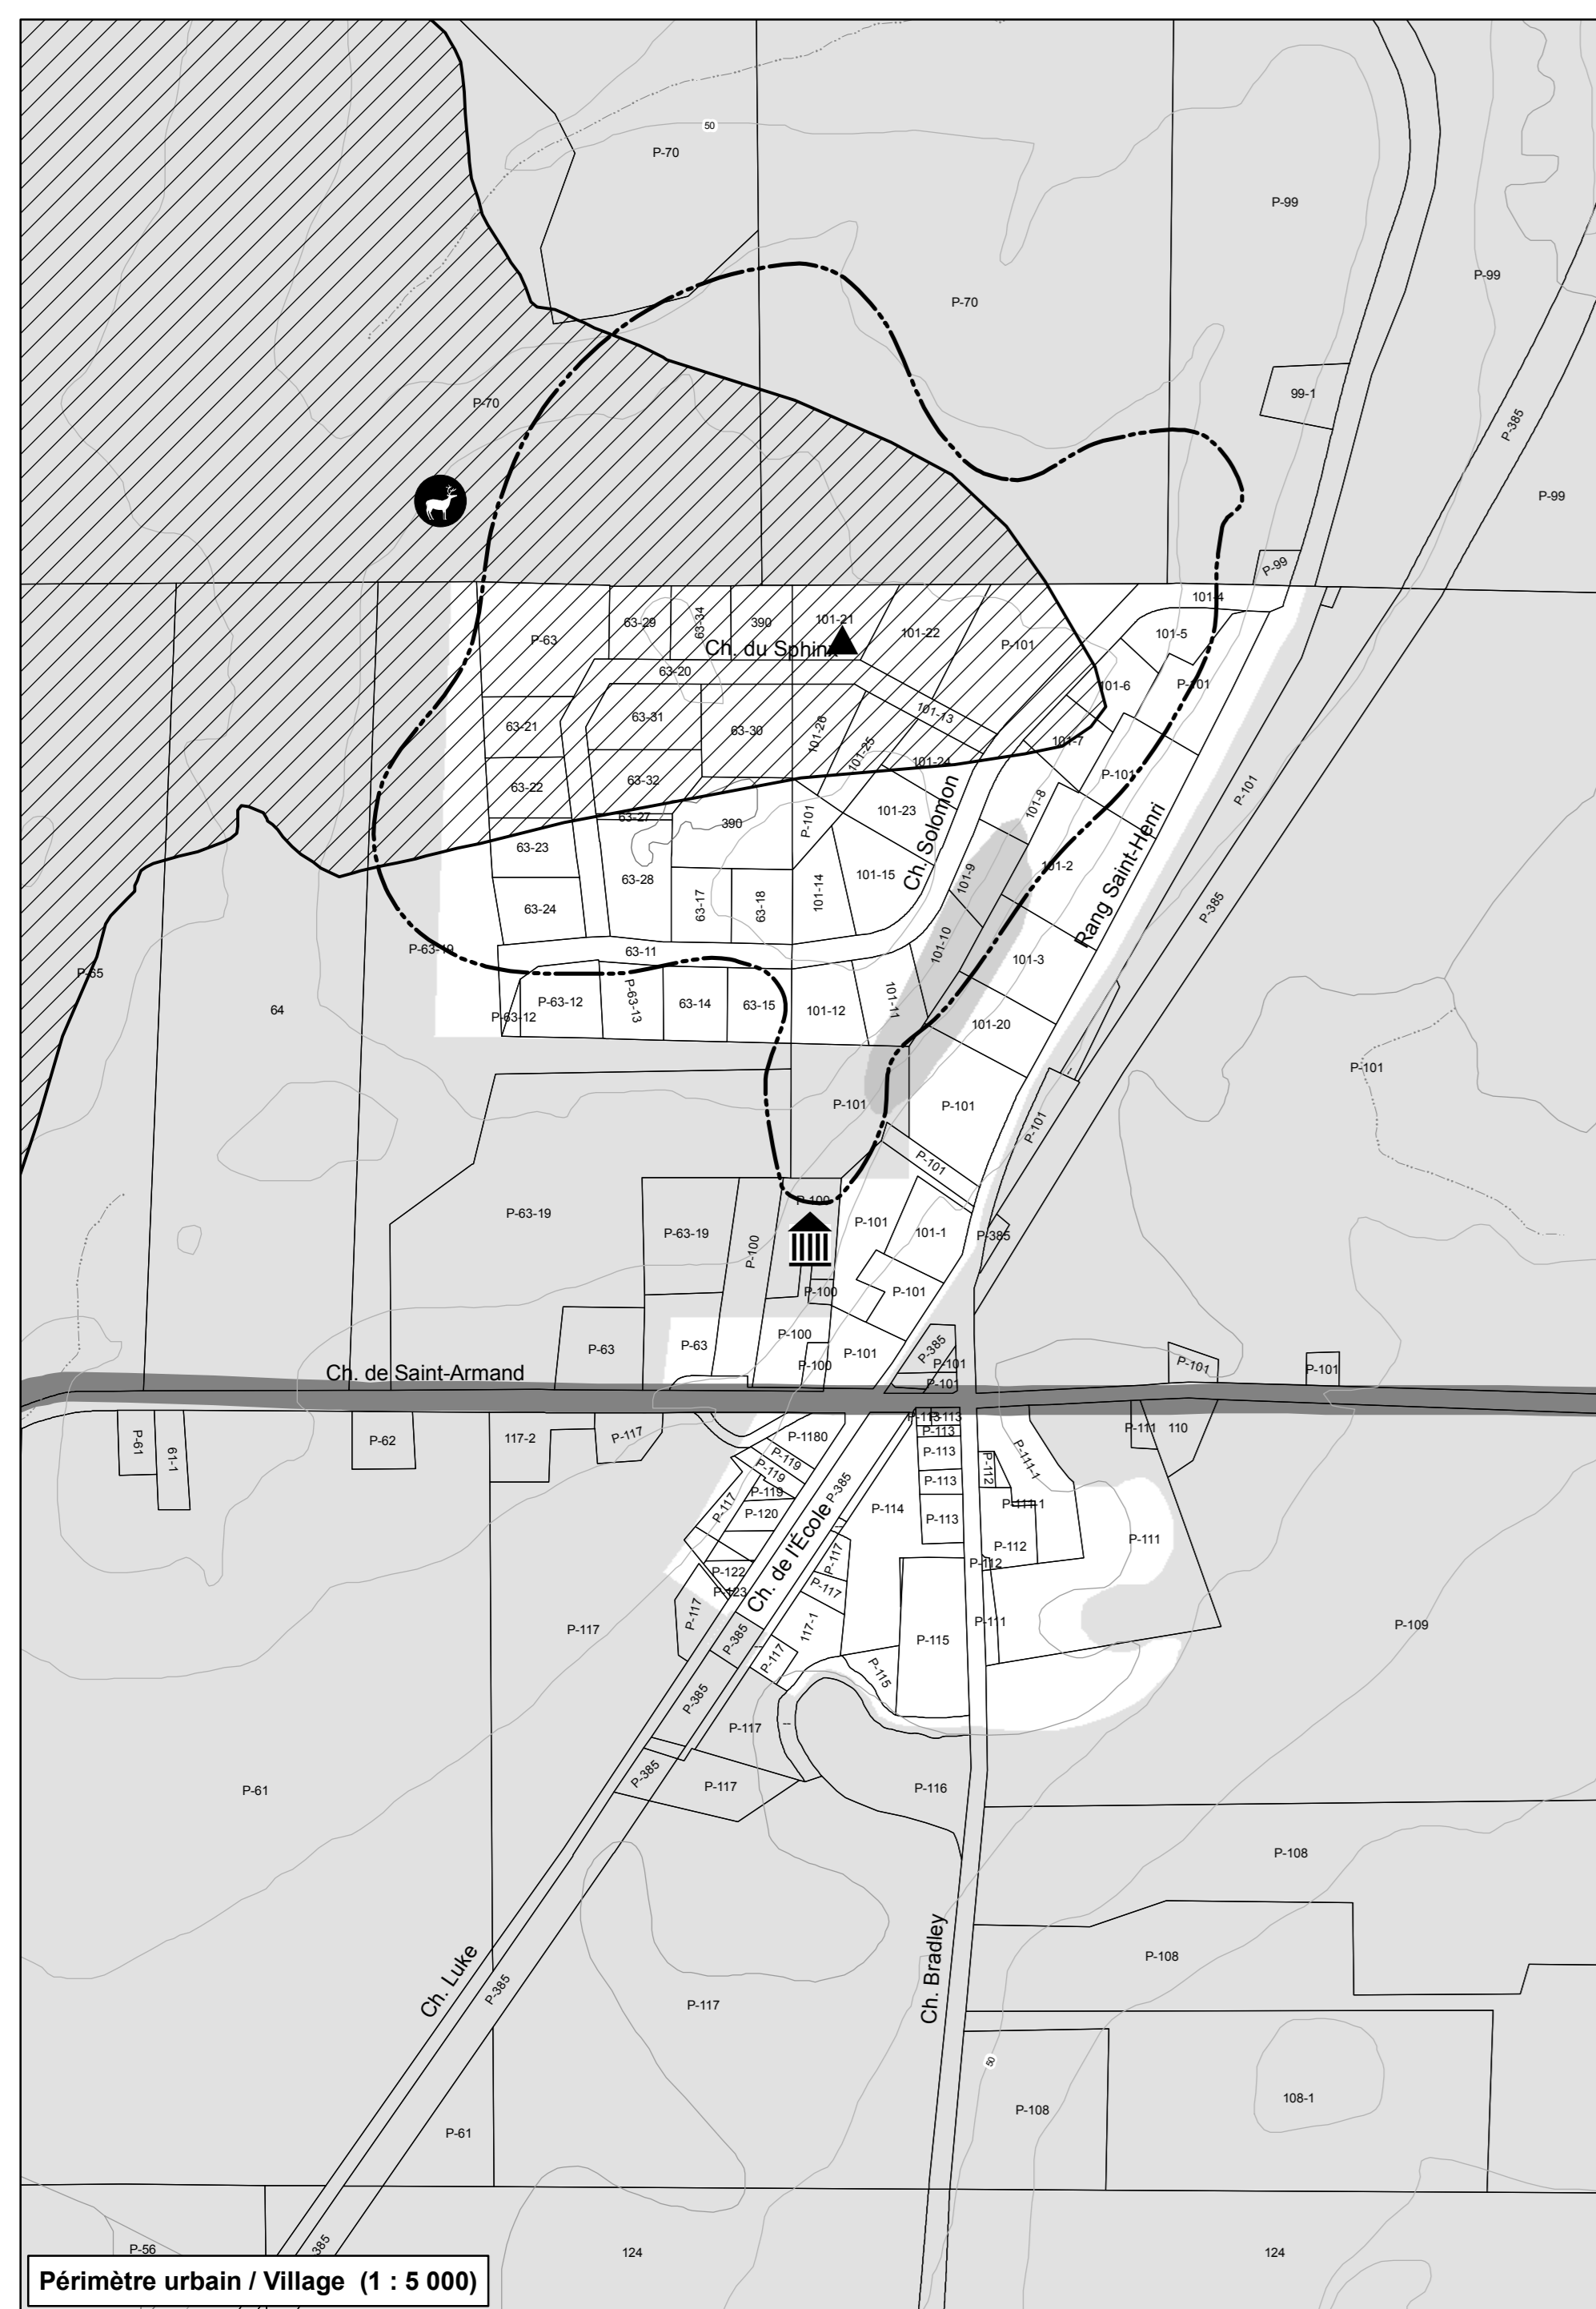 50
P-70
P-99
P-99
P-70
99-1
P-70
P-385
P-99
P-99
101-4
63-29
63-34
390
101-21
101-22
P-101
101-5
P-63
Ch. du Sphinx
63-20
101-6
P-101
63-21
63-31
63-30
101-26
101-13
101-25
101-7
101-24
63-22
63-32
P-101
P-101
101-8
63-27
390
P-101
101-23
Ch. Solomon
Rang Saint-Henri
63-23
63-28
101-15
101-9
101-2
63-24
63-17
63-18
101-14
P-385
P-63-19
63-11
101-10
101-3
P-65
64
P-63-12
P-63-12
P-63-13
63-14
63-15
101-12
101-11
101-20
P-101
P-101
P-101
P-101
P-101
P-100
P-63-19
P-63-19
P-100
P-101
101-1
P-385
P-100
P-101
P-63
P-63
P-100
P-100
P-101
P-385
P-101
P-101
P-101
P-101
Ch. de Saint-Armand
P-61
61-1
P-62
117-2
P-117
P-1180
P-119
P-119
P-119
P-120
P-117
P-122
P-123
P-117
P-385
Ch. de l'École
P-113
P-113
P-113
P-113
P-113
P-113
P-114
P-112
P-111-1
P-111-1
P-111
110
P-112
P-112
P-111
P-111
P-117
P-117
117-1
P-117
P-115
P-115
P-117
P-385
P-385
P-109
P-117
P-385
P-117
P-116
P-61
P-108
Ch. Luke
P-385
P-117
Ch. Bradley
P-108
50
P-108
108-1
P-61
P-56
385
124
124
Périmètre urbain / Village (1 : 5 000)